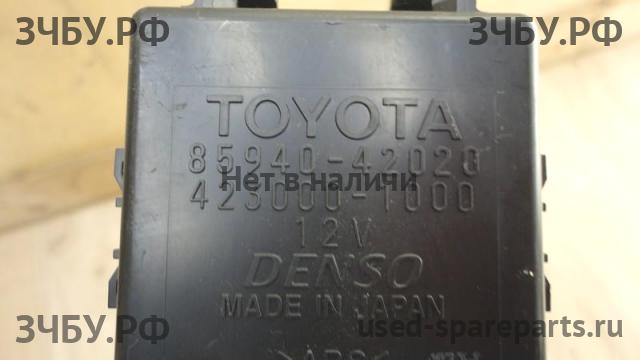 ЗЧБУ.РФ ЗЧБУ.РФ
TOYOTA
85940-42020
Нет в наличи
423000-1000
12V
DENSO
MADE IN JAPAN
ЗЧБУ.РФ used-spareparts.ru
>ABS<